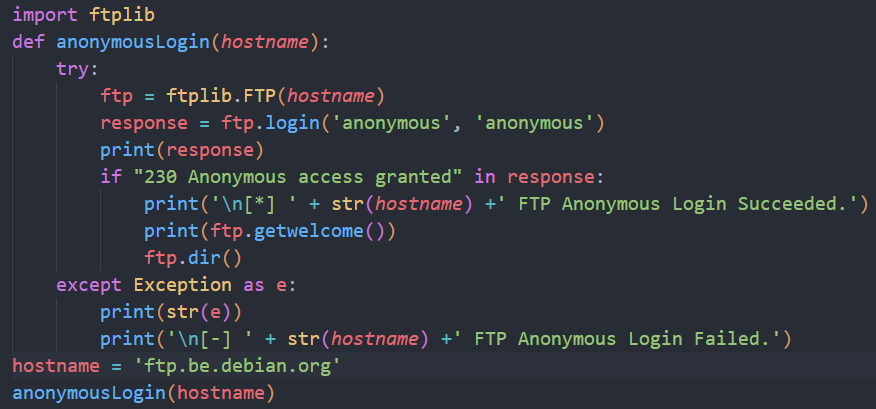 import ftplib
def anonymousLogin(hostname):
    try:
        ftp = ftplib.FTP(hostname)
        response = ftp.login('anonymous', 'anonymous')
        print(response)
        if "230 Anonymous access granted" in response:
            print('\n[*] ' + str(hostname) +' FTP Anonymous Login Succeeded.')
            print(ftp.getwelcome())
            ftp.dir()
    except Exception as e:
        print(str(e))
        print('\n[-] ' + str(hostname) +' FTP Anonymous Login Failed.')
hostname = 'ftp.be.debian.org'
anonymousLogin(hostname)